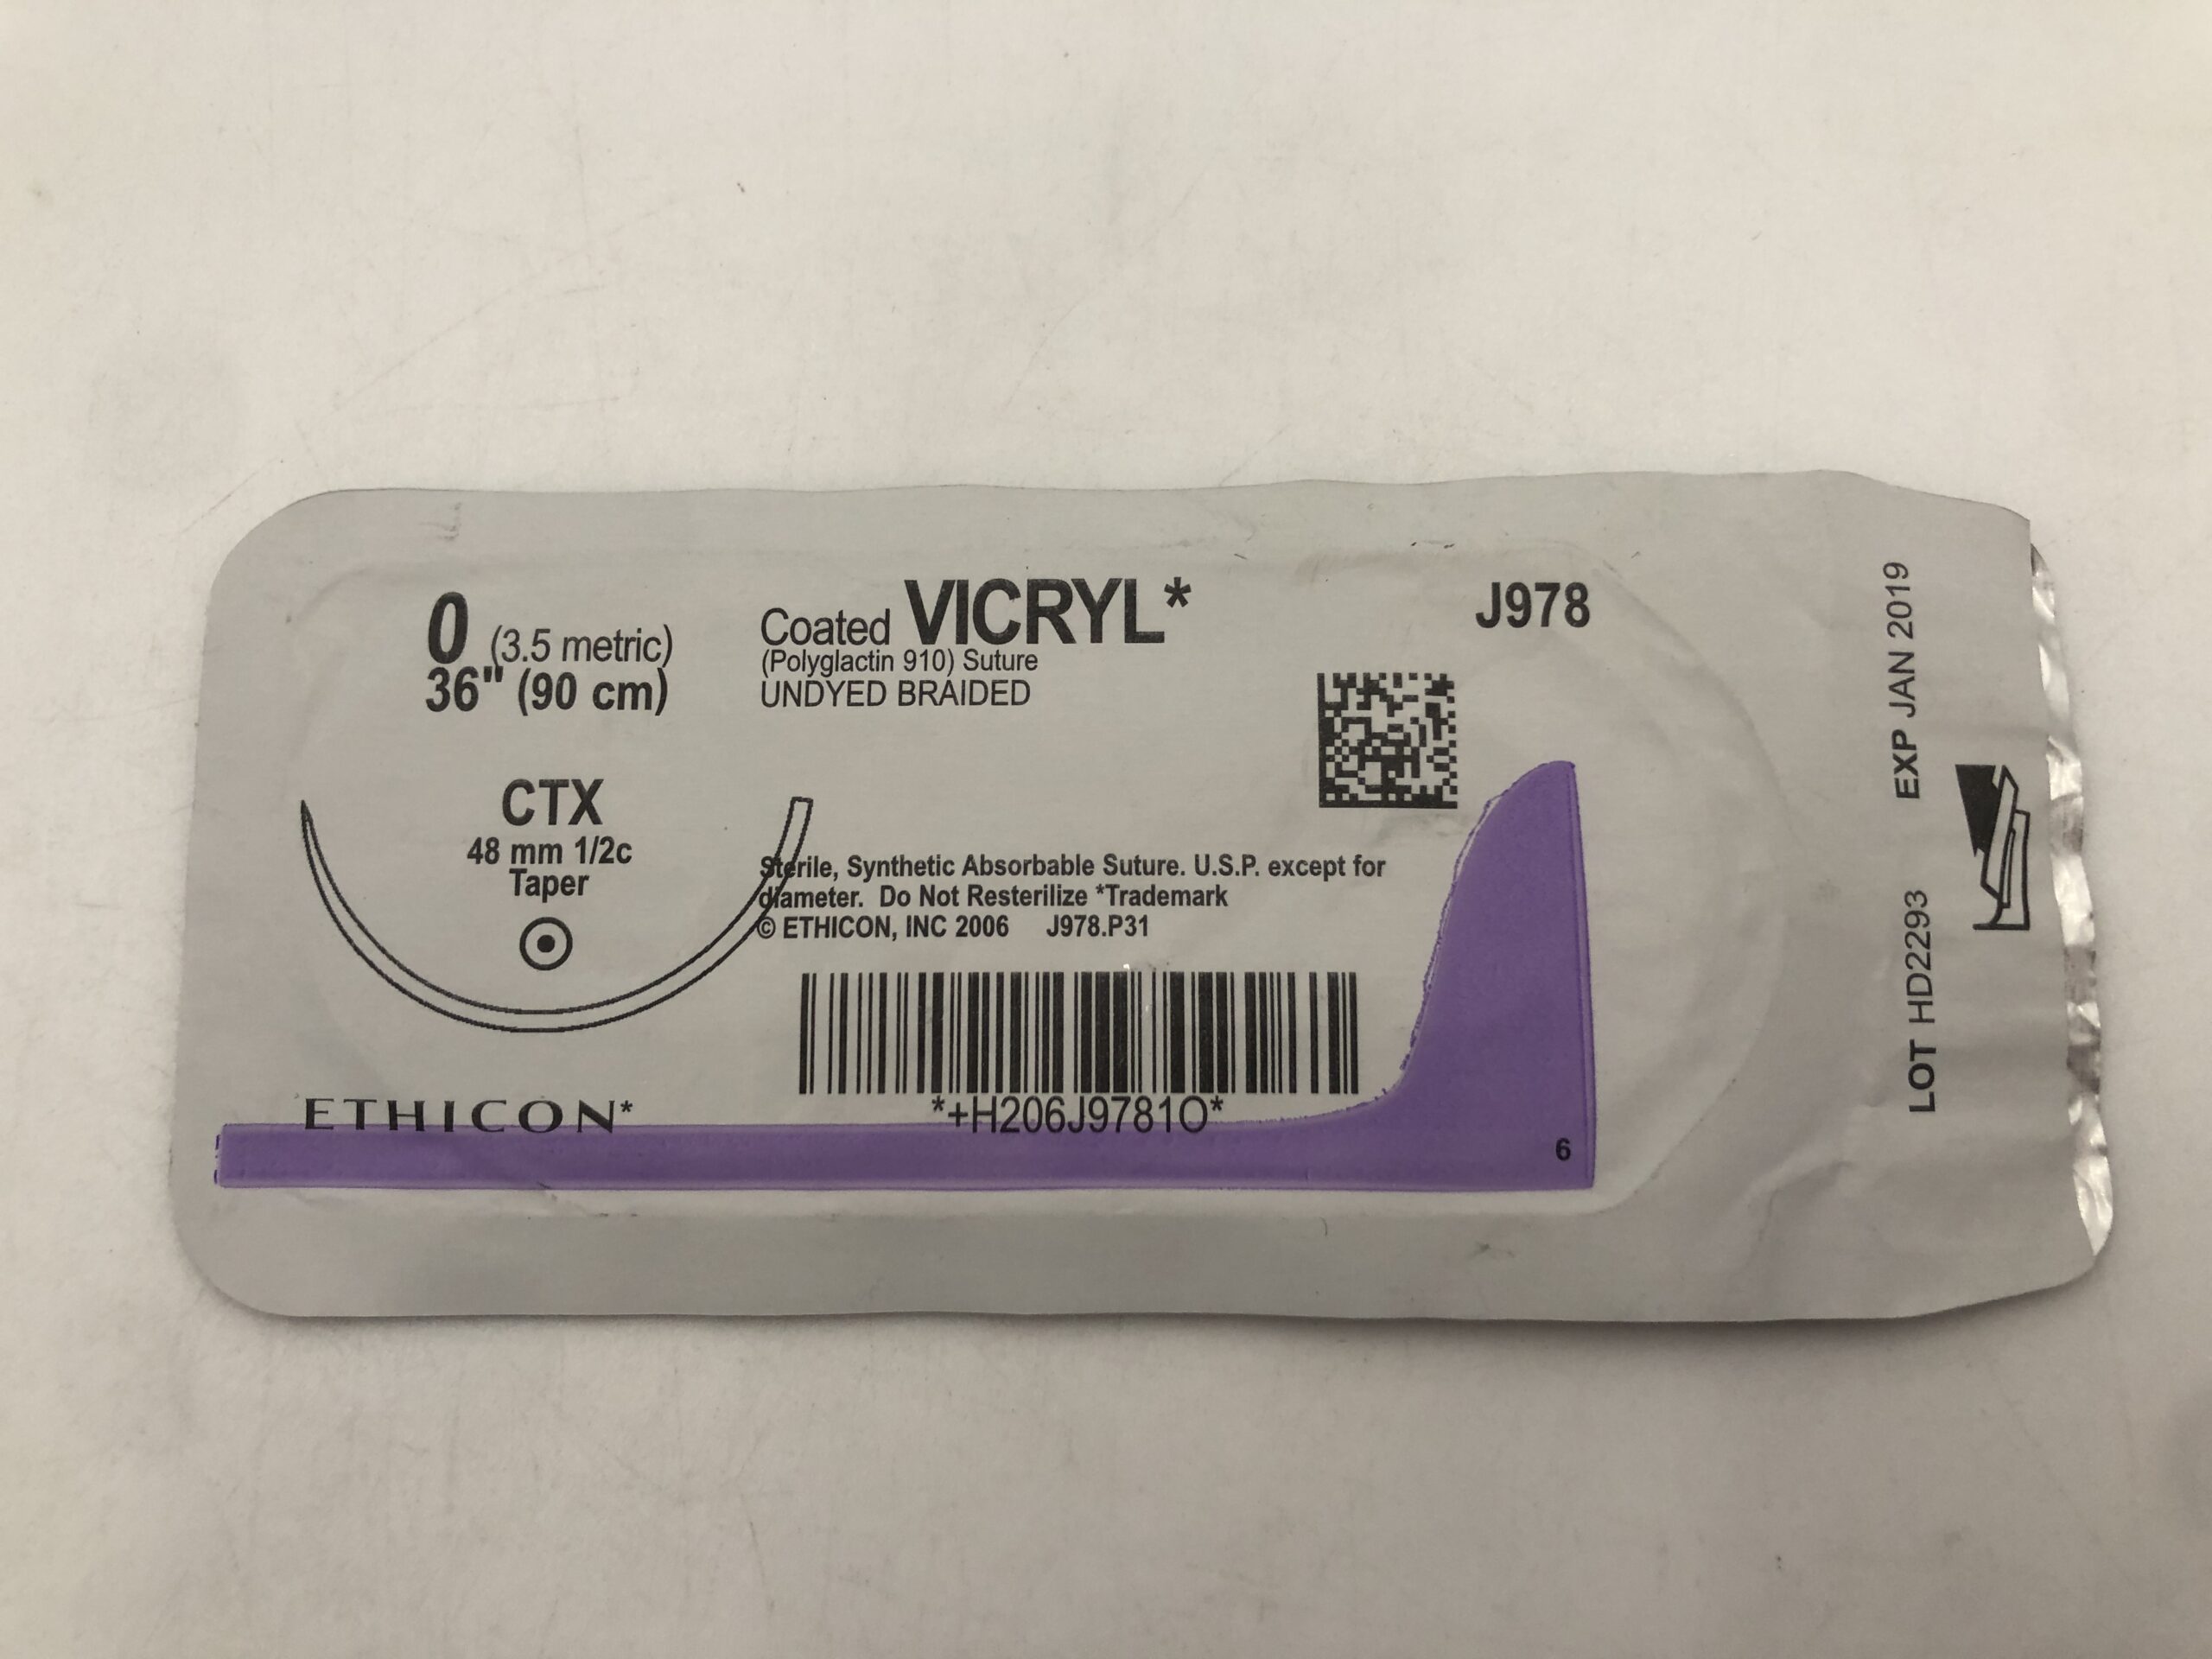 0 (3.5 metric)
36" (90 cm)
Coated VICRYL*
(Polyglactin 910) Suture
UNDYED BRAIDED
J978
CTX
48 mm 1/2c
Taper
Sterile, Synthetic Absorbable Suture. U.S.P. except for
diameter. Do Not Resterilize *Trademark
© ETHICON, INC 2006 J978.P31
*+H206J9781O*
ETHICON*
6
LOT HD2293 EXP JAN 2019